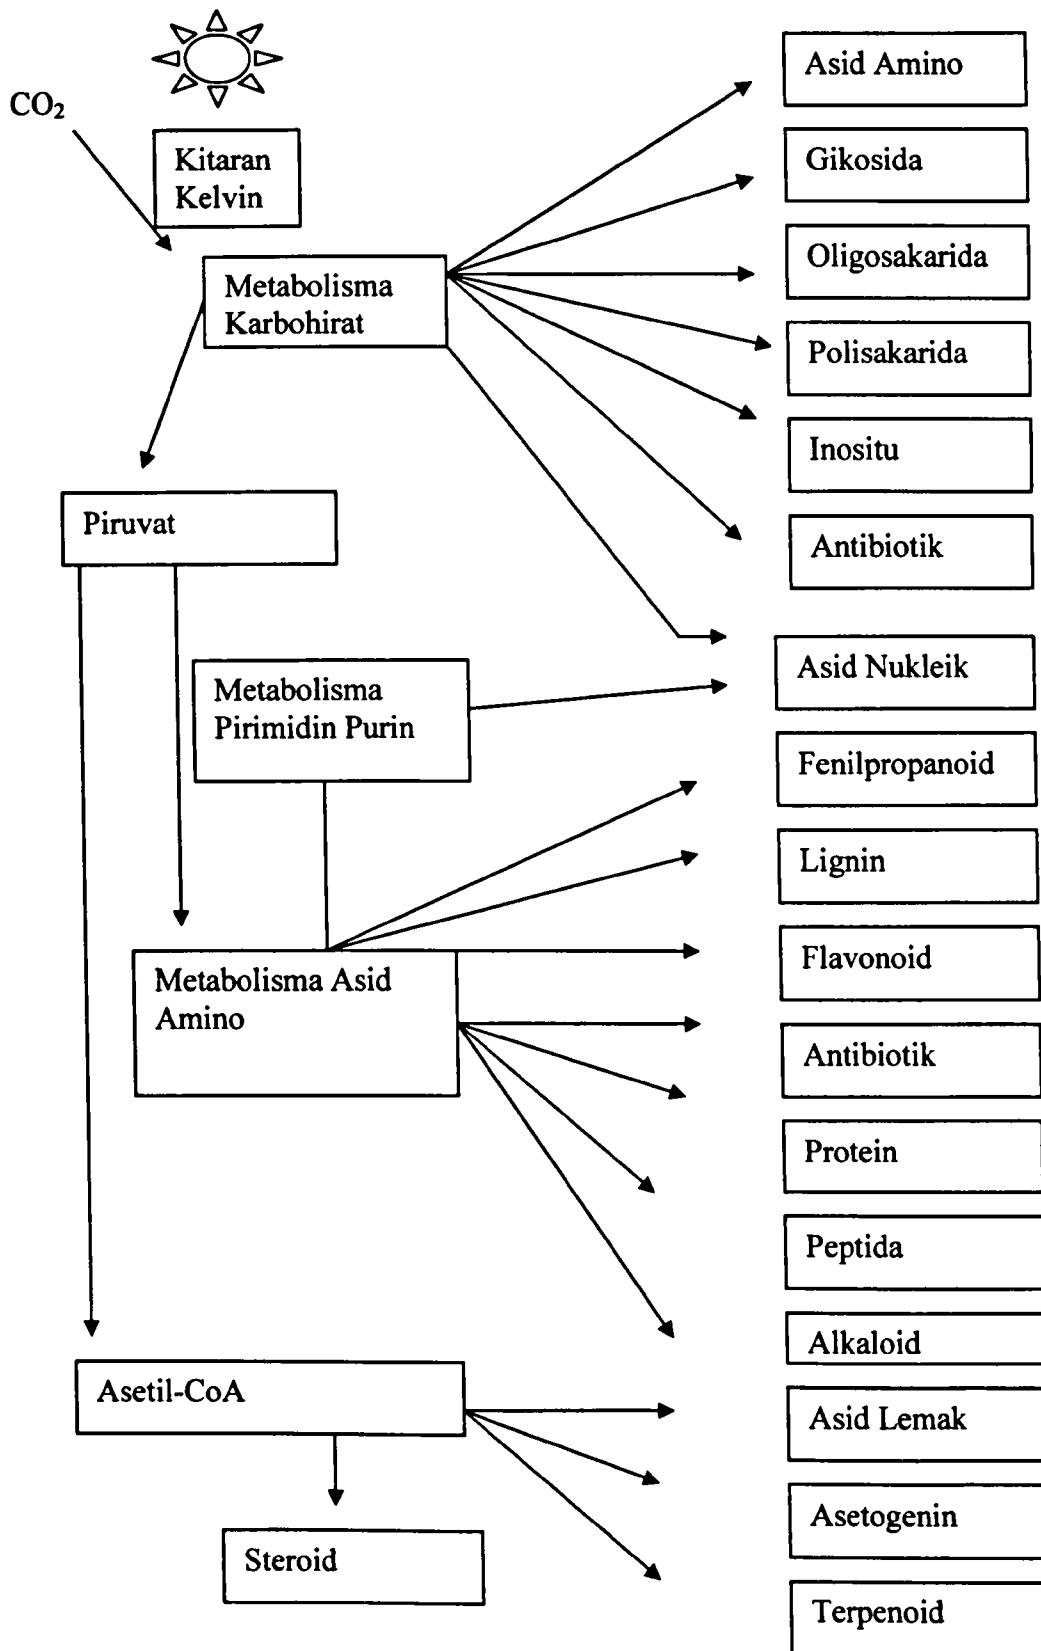 CO₂
Kitaran
Kelvin
Metabolisma
Karbohirat
Piruvat
Metabolisma
Pirimidin Purin
Metabolisma Asid
Amino
Asetil-CoA
Steroid
Asid Amino
Gikosida
Oligosakarida
Polisakarida
Inositu
Antibiotik
Asid Nukleik
Fenilpropanoid
Lignin
Flavonoid
Antibiotik
Protein
Peptida
Alkaloid
Asid Lemak
Asetogenin
Terpenoid